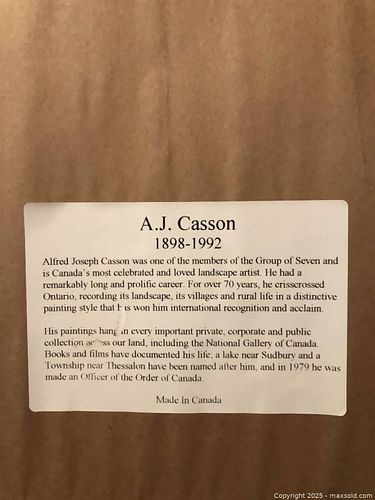 A.J. Casson
1898-1992
Alfred Joseph Casson was one of the members of the Group of Seven and
is Canada's most celebrated and loved landscape artist. He had a
remarkably long and prolific career. For over 70 years, he crisscrossed
Ontario, recording its landscape, its villages and rural life in a distinctive
painting style that h is won him international recognition and acclaim.
His paintings hang in every important private, corporate and public
collection across our land, including the National Gallery of Canada.
Books and films have documented his life, a lake near Sudbury and a
Township near Thessalon have been named after him, and in 1979 he was
made an Officer of the Order of Canada.
Made In Canada
Copyright 2025 - maxsold.com